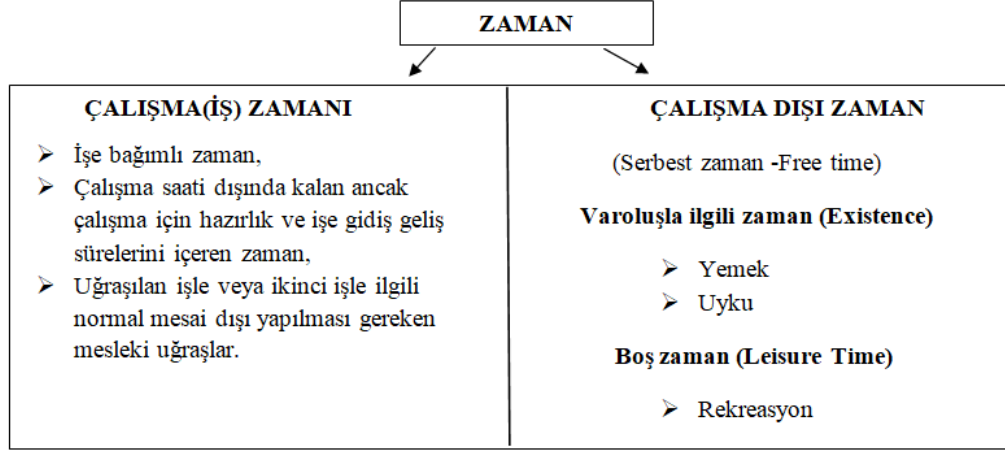 ZAMAN
ÇALIŞMA(İŞ) ZAMANI
➢ İşe bağımlı zaman,
➢ Çalışma saati dışında kalan ancak
çalışma için hazırlık ve işe gidiş geliş
sürelerini içeren zaman,
➢ Uğraşılan işle veya ikinci işle ilgili
normal mesai dışı yapılması gereken
mesleki uğraşlar.
ÇALIŞMA DIŞI ZAMAN
(Serbest zaman -Free time)
Varoluşla ilgili zaman (Existence)
➢ Yemek
➢ Uyku
Boş zaman (Leisure Time)
➢ Rekreasyon